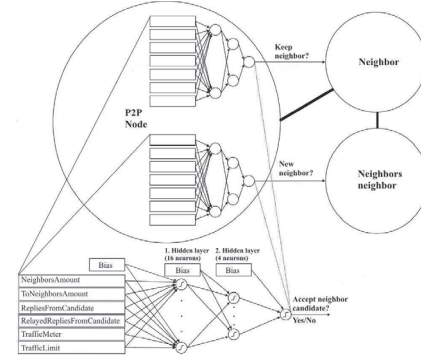 Keep
neighbor?
Neighbor
P2P
Node
New
neighbor?
Neighbors
neighbor
1. Hidden layer
(16 neurons)
2. Hidden layer
(4 neurons)
Bias
Bias
Bias
NeighborsAmount
ToNeighborsAmount
RepliesFromCandidate
RelayedRepliesFromCandidate
TrafficMeter
TrafficLimit
Accept neighbor
candidate?
Yes/No